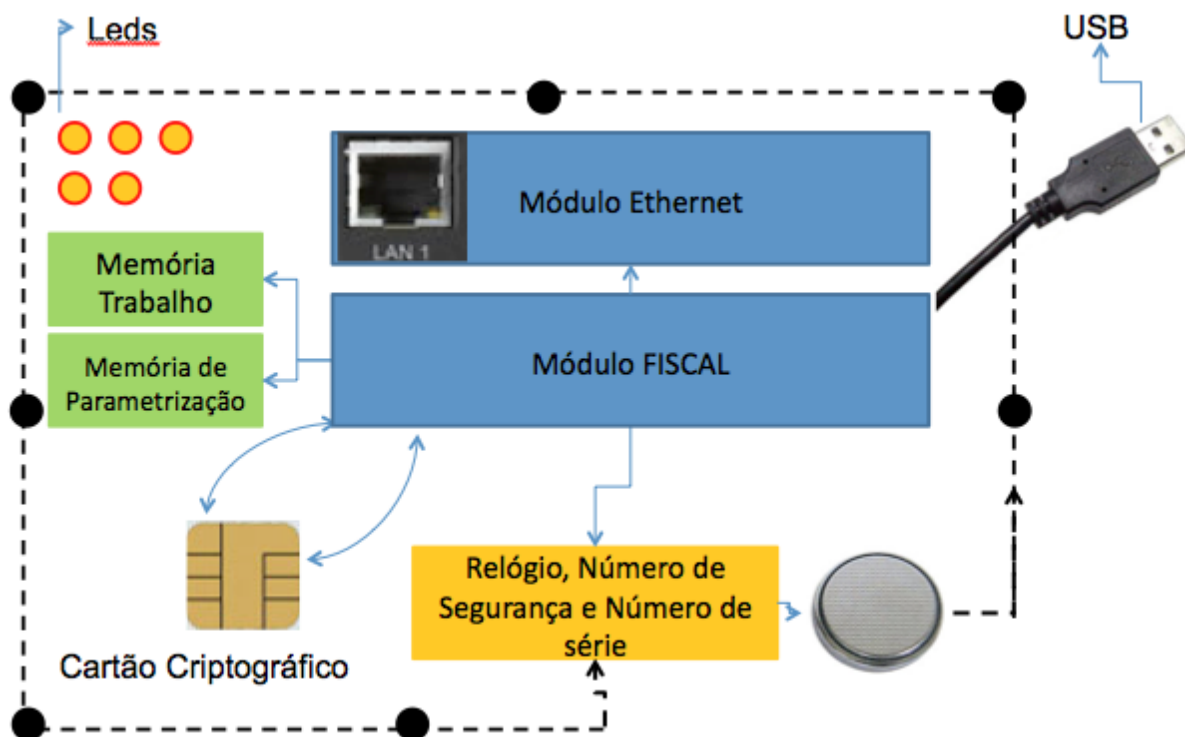 Leds
USB
LAN 1
Módulo Ethernet
Memória
Trabalho
Memória de
Parametrização
Módulo FISCAL
Cartão Criptográfico
Relógio, Número de
Segurança e Número de
série